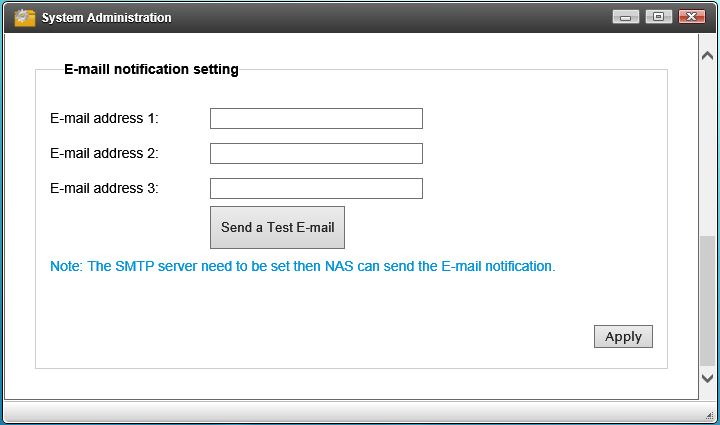 System Administration
E-maill notification setting
E-mail address 1:
E-mail address 2:
E-mail address 3:
Send a Test E-mail
Note: The SMTP server need to be set then NAS can send the E-mail notification.
Apply